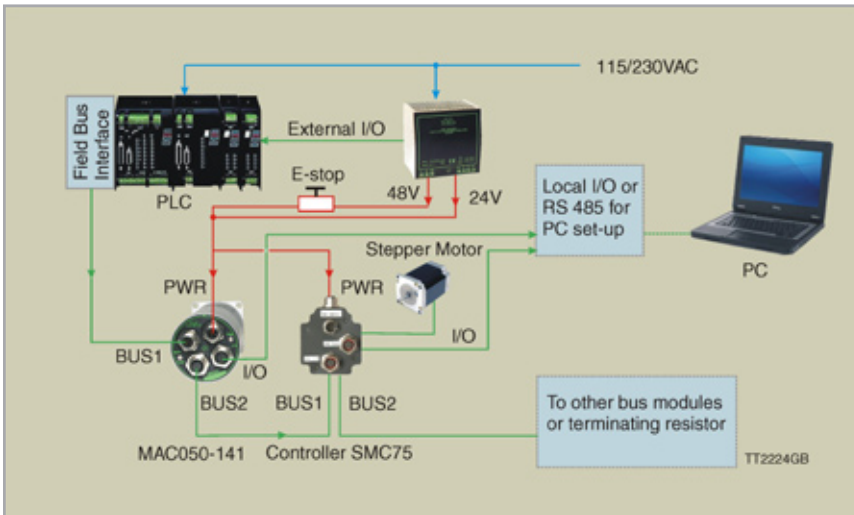 115/230VAC
Field Bus
Interface
External I/O
E-stop
48V
24V
PLC
Local I/O or
RS 485 for
PC set-up
Stepper Motor
PC
PWR
PWR
BUS1
I/O
I/O
BUS2
BUS1
BUS2
To other bus modules
or terminating resistor
MAC050-141
Controller SMC75
TT2224GB